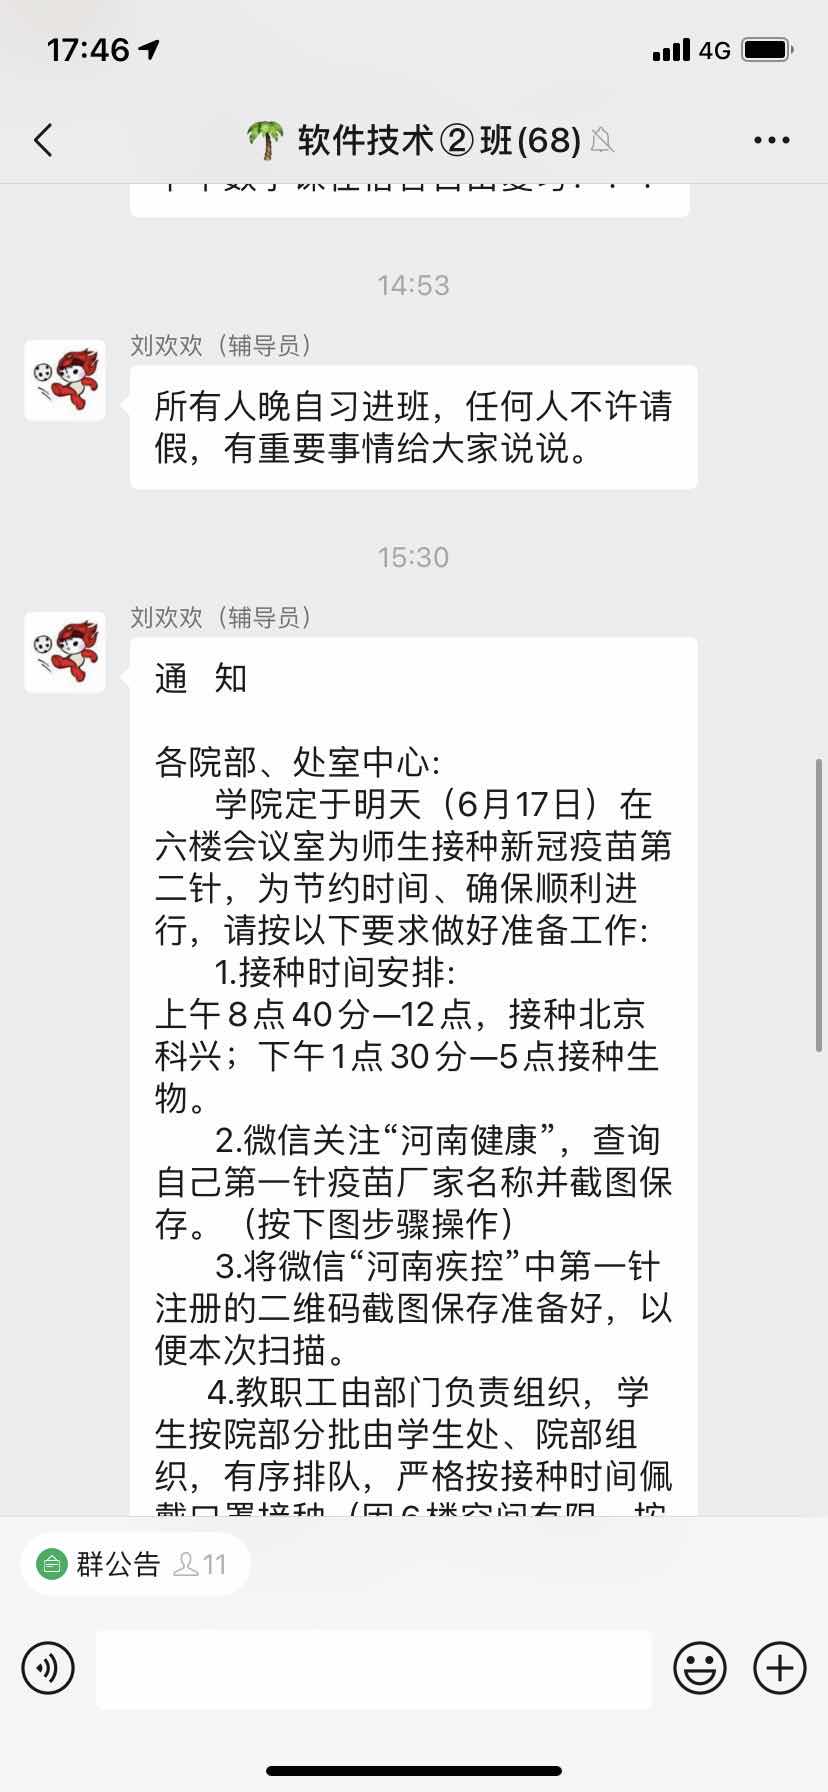 17:46
4G
🌴 软件技术②班(68)
14:53
刘欢欢（辅导员）
所有人晚自习进班，任何人不许请
假，有重要事情给大家说说。
15:30
刘欢欢（辅导员）
通 知
各院部、处室中心:
学院定于明天（6月17日）在
六楼会议室为师生接种新冠疫苗第
二针，为节约时间、确保顺利进
行，请按以下要求做好准备工作:
1.接种时间安排:
上午8点40分—12点，接种北京
科兴；下午1点30分—5点接种生
物。
2.微信关注“河南健康”，查询
自己第一针疫苗厂家名称并截图保
存。（按下图步骤操作）
3.将微信“河南疾控”中第一针
注册的二维码截图保存准备好，以
便本次扫描。
4.教职工由部门负责组织，学
生按院部分批由学生处、院部组
织，有序排队，严格按接种时间佩
戴口罩接种（因6楼空间有限，按
群公告 11